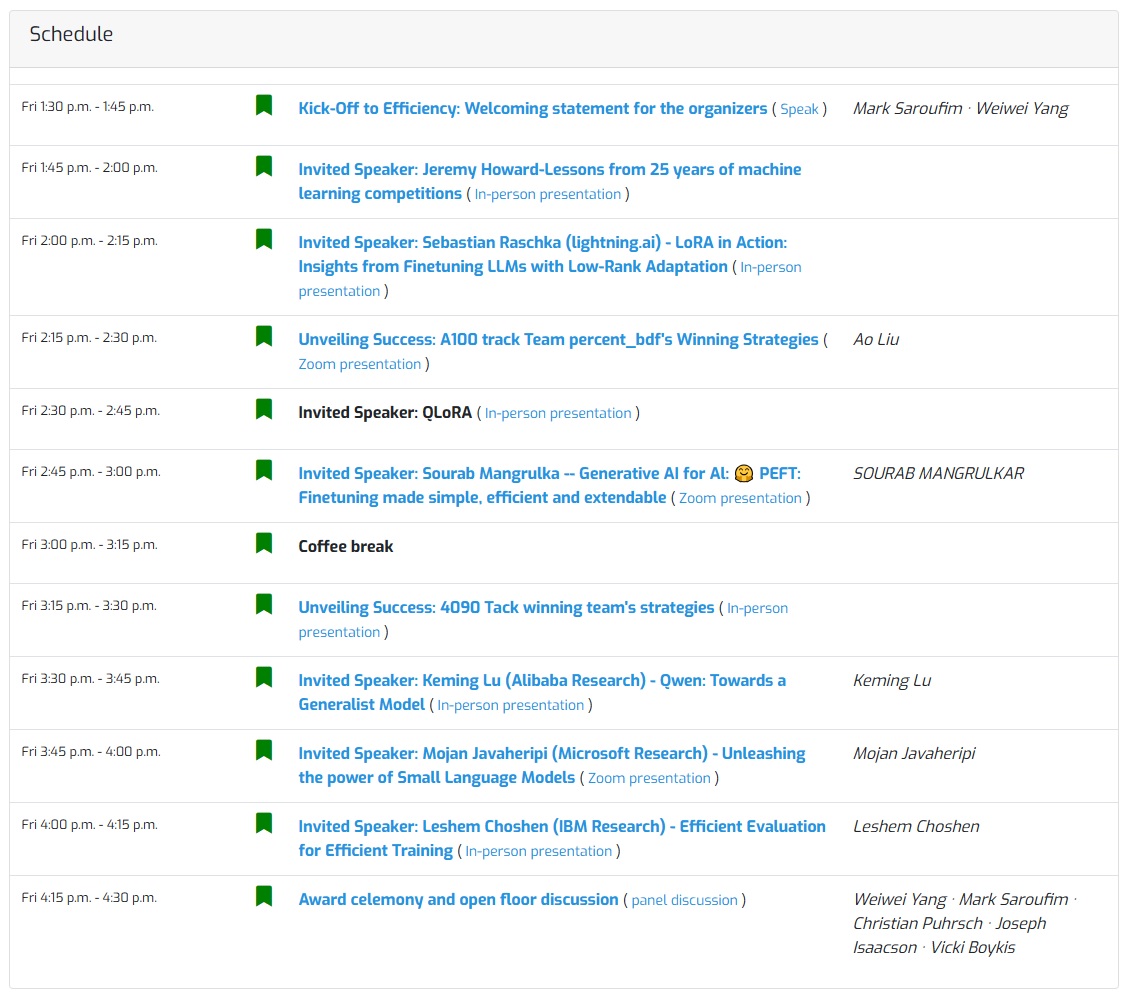 Schedule
Fri 1:30 p.m. - 1:45 p.m.
Kick-Off to Efficiency: Welcoming statement for the organizers ( Speak )
Mark Saroufim · Weiwei Yang
Fri 1:45 p.m. - 2:00 p.m.
Invited Speaker: Jeremy Howard-Lessons from 25 years of machine
learning competitions ( In-person presentation )
Fri 2:00 p.m. - 2:15 p.m.
Invited Speaker: Sebastian Raschka (lightning.ai) - LoRA in Action:
Insights from Finetuning LLMs with Low-Rank Adaptation ( In-person
presentation )
Fri 2:15 p.m. - 2:30 p.m.
Unveiling Success: A100 track Team percent_bdf's Winning Strategies (
Zoom presentation )
Ao Liu
Fri 2:30 p.m. - 2:45 p.m.
Invited Speaker: QLoRA ( In-person presentation )
Fri 2:45 p.m. - 3:00 p.m.
Invited Speaker: Sourab Mangrulka -- Generative AI for Al: 🤗 PEFT:
Finetuning made simple, efficient and extendable ( Zoom presentation )
SOURAB MANGRULKAR
Fri 3:00 p.m. - 3:15 p.m.
Coffee break
Fri 3:15 p.m. - 3:30 p.m.
Unveiling Success: 4090 Tack winning team's strategies ( In-person
presentation )
Fri 3:30 p.m. - 3:45 p.m.
Invited Speaker: Keming Lu (Alibaba Research) - Qwen: Towards a
Generalist Model ( In-person presentation )
Keming Lu
Fri 3:45 p.m. - 4:00 p.m.
Invited Speaker: Mojan Javaheripi (Microsoft Research) - Unleashing
the power of Small Language Models ( Zoom presentation )
Mojan Javaheripi
Fri 4:00 p.m. - 4:15 p.m.
Invited Speaker: Leshem Choshen (IBM Research) - Efficient Evaluation
for Efficient Training ( In-person presentation )
Leshem Choshen
Fri 4:15 p.m. - 4:30 p.m.
Award celemony and open floor discussion ( panel discussion )
Weiwei Yang · Mark Saroufim ·
Christian Puhrsch · Joseph
Isaacson · Vicki Boykis